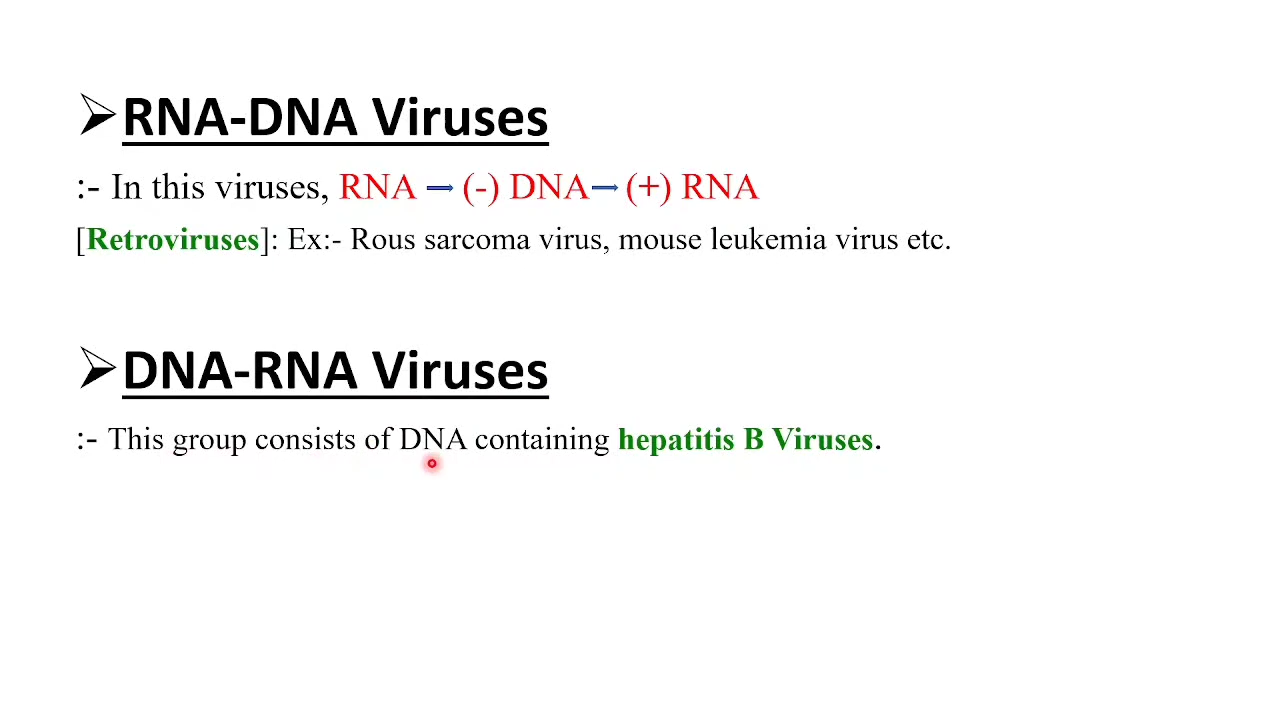 ➢RNA-DNA Viruses
:- In this viruses, RNA → (-) DNA→ (+) RNA
[Retroviruses]: Ex:- Rous sarcoma virus, mouse leukemia virus etc.
➢DNA-RNA Viruses
:- This group consists of DNA containing hepatitis B Viruses.